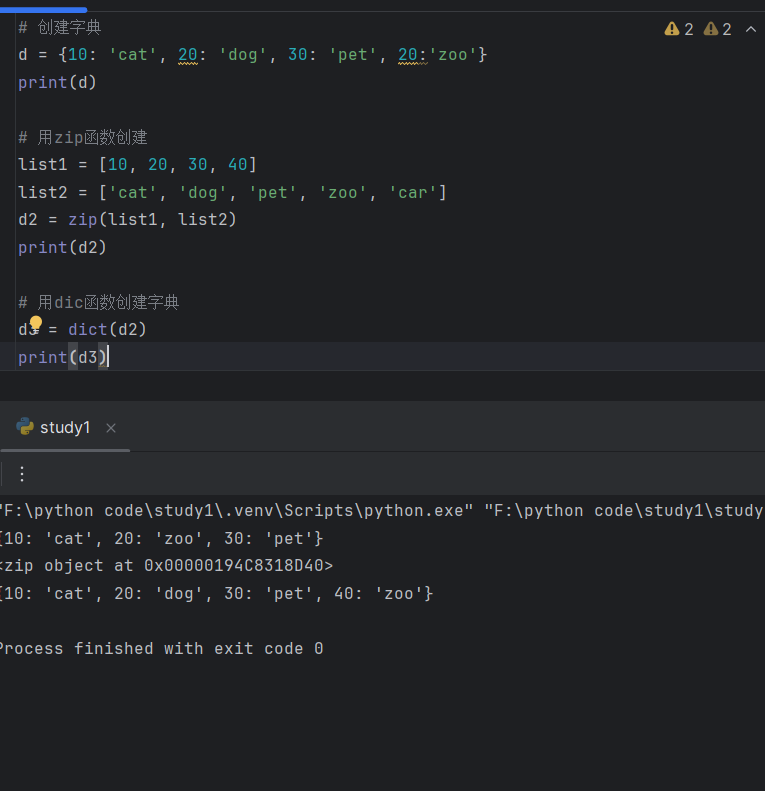 # 创建字典
2 2
d = {10: 'cat', 20: 'dog', 30: 'pet', 20:'zoo'}
print(d)
# 用zip函数创建
list1 = [10, 20, 30, 40]
list2 = ['cat', 'dog', 'pet', 'zoo', 'car']
d2 = zip(list1, list2)
print(d2)
# 用dic函数创建字典
d3 = dict(d2)
print(d3)
study1
"F:\python code\study1\.venv\Scripts\python.exe" "F:\python code\study1\study
{10: 'cat', 20: 'zoo', 30: 'pet'}
<zip object at 0x00000194C8318D40>
{10: 'cat', 20: 'dog', 30: 'pet', 40: 'zoo'}
Process finished with exit code 0